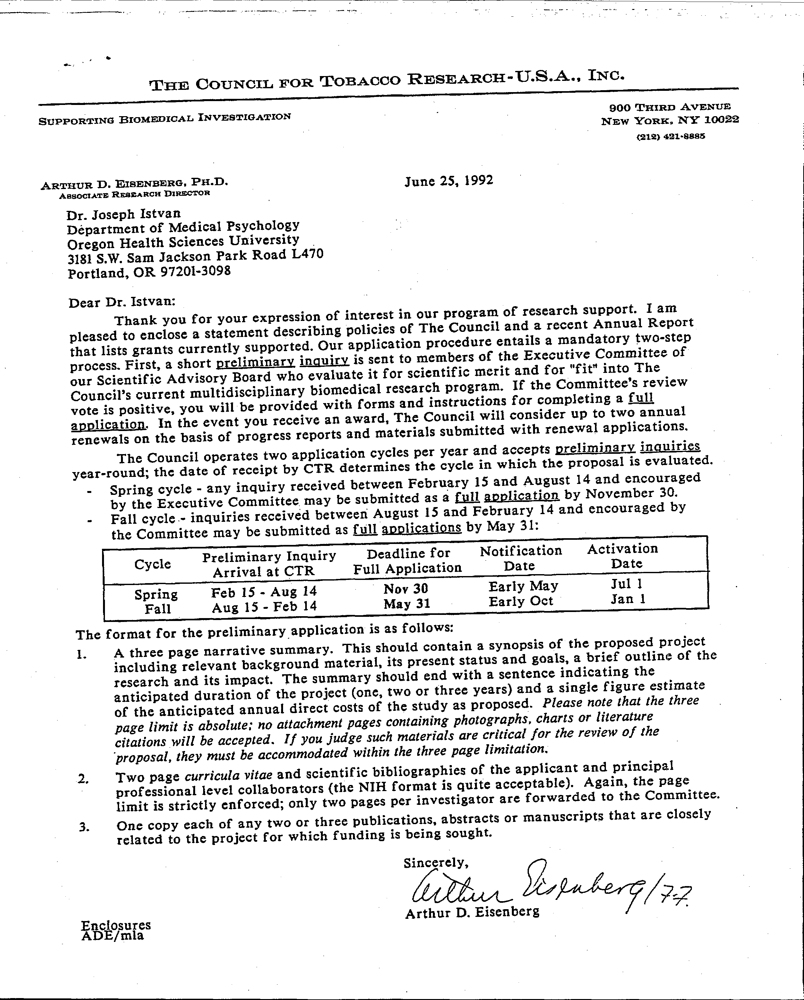 THE COUNCIL FOR TOBACCO RESEARCH-U.S.A., INC.
SUPPORTING BIOMEDICAL INVESTIGATION
900 THIRD AVENUE
NEW YORK, NY 10022
(212) 421-8885
ARTHUR D. EISENBERG, PH.D.
ASSOCIATE RESEARCH DIRECTOR
June 25, 1992
Dr. Joseph Istvan
Department of Medical Psychology
Oregon Health Sciences University
3181 S.W. Sam Jackson Park Road L470
Portland, OR 97201-3098
Dear Dr. Istvan:
Thank you for your expression of interest in our program of research support. I am
pleased to enclose a statement describing policies of The Council and a recent Annual Report
that lists grants currently supported. Our application procedure entails a mandatory two-step
process. First, a short preliminary inquiry is sent to members of the Executive Committee of
our Scientific Advisory Board who evaluate it for scientific merit and for "fit" into The
Council's current multidisciplinary biomedical research program. If the Committee's review
vote is positive, you will be provided with forms and instructions for completing a full
application. In the event you receive an award, The Council will consider up to two annual
renewals on the basis of progress reports and materials submitted with renewal applications.
The Council operates two application cycles per year and accepts preliminary inquiries
year-round; the date of receipt by CTR determines the cycle in which the proposal is evaluated.
- Spring cycle - any inquiry received between February 15 and August 14 and encouraged
by the Executive Committee may be submitted as a full application by November 30.
- Fall cycle - inquiries received between August 15 and February 14 and encouraged by
the Committee may be submitted as full applications by May 31:
Cycle Preliminary Inquiry Deadline for Notification Activation
Arrival at CTR Full Application Date Date
Spring Feb 15 - Aug 14 Nov 30 Early May Jul 1
Fall Aug 15 - Feb 14 May 31 Early Oct Jan 1
The format for the preliminary application is as follows:
1. A three page narrative summary. This should contain a synopsis of the proposed project
including relevant background material, its present status and goals, a brief outline of the
research and its impact. The summary should end with a sentence indicating the
anticipated duration of the project (one, two or three years) and a single figure estimate
of the anticipated annual direct costs of the study as proposed. Please note that the three
page limit is absolute; no attachment pages containing photographs, charts or literature
citations will be accepted. If you judge such materials are critical for the review of the
proposal, they must be accommodated within the three page limitation.
2. Two page curricula vitae and scientific bibliographies of the applicant and principal
professional level collaborators (the NIH format is quite acceptable). Again, the page
limit is strictly enforced; only two pages per investigator are forwarded to the Committee.
3. One copy each of any two or three publications, abstracts or manuscripts that are closely
related to the project for which funding is being sought.
Sincerely,
Arthur Eisenberg/77
Arthur D. Eisenberg
Enclosures
ADE/mla